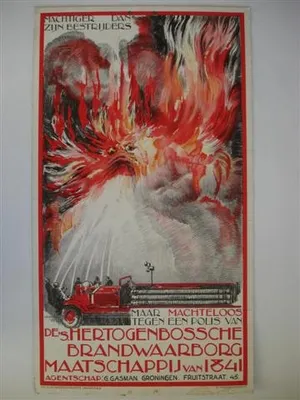 MACHTIGER DAN
ZIJN BESTRIJDERS
MAAR MACHTELOOS
TEGEN EEN POLIS VAN
DE 'S HERTOGENBOSSCHE
BRANDWAARBORG
MAATSCHAPPIJ VAN 1841
AGENTSCHAP: G GASMAN GRONINGEN FRUITSTRAAT. 45.